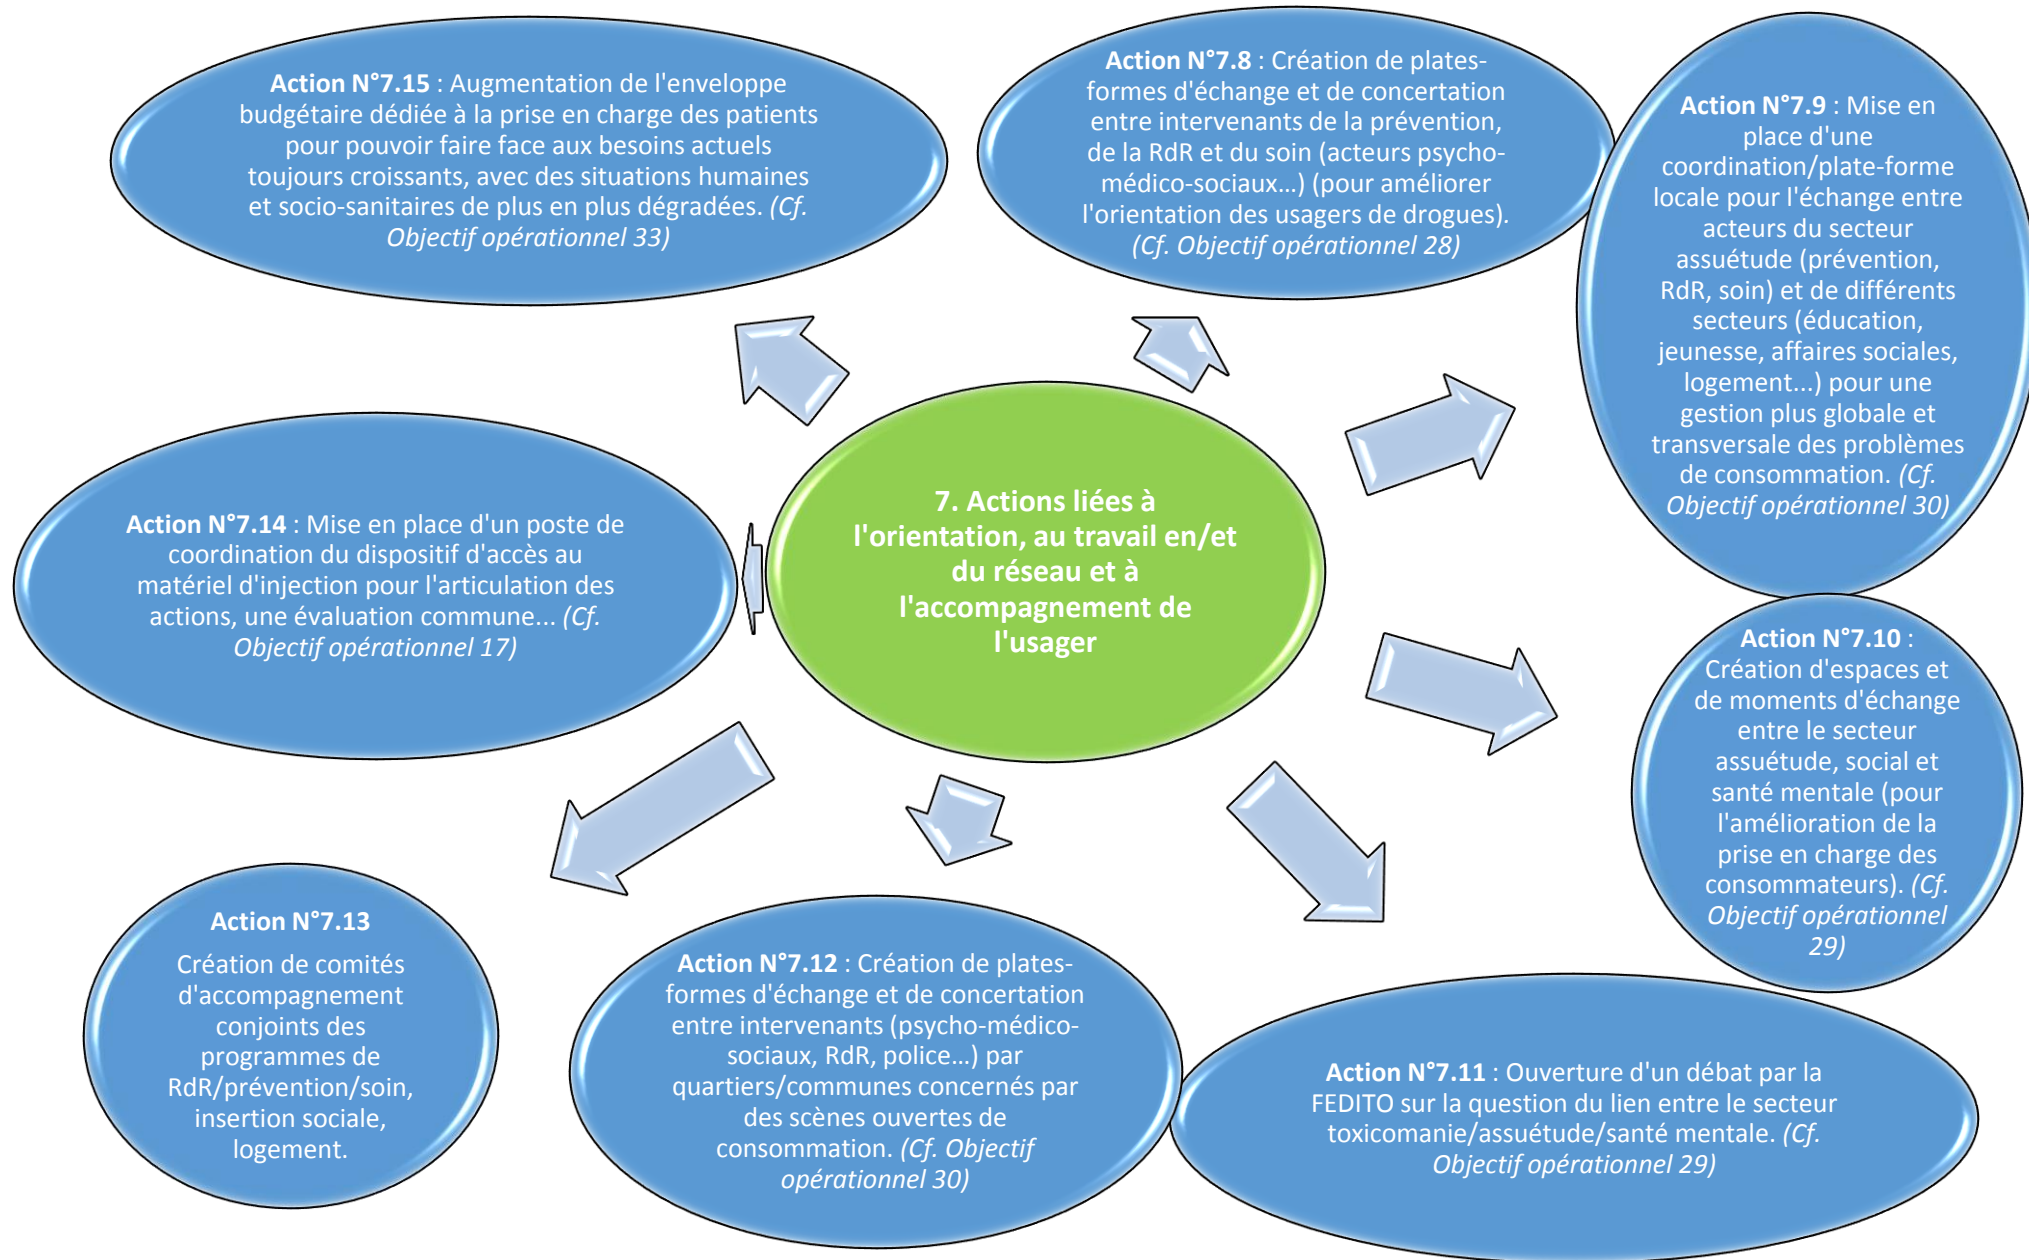 Action N°7.15 : Augmentation de l'enveloppe
budgétaire dédiée à la prise en charge des patients
pour pouvoir faire face aux besoins actuels
toujours croissants, avec des situations humaines
et socio-sanitaires de plus en plus dégradées. (Cf.
Objectif opérationnel 33)
Action N°7.8 : Création de plates-
formes d'échange et de concertation
entre intervenants de la prévention,
de la RdR et du soin (acteurs psycho-
médico-sociaux…) (pour améliorer
l'orientation des usagers de drogues).
(Cf. Objectif opérationnel 28)
Action N°7.9 : Mise en
place d'une
coordination/plate-forme
locale pour l'échange entre
acteurs du secteur
assuétude (prévention,
RdR, soin) et de différents
secteurs (éducation,
jeunesse, affaires sociales,
logement...) pour une
gestion plus globale et
transversale des problèmes
de consommation. (Cf.
Objectif opérationnel 30)
7. Actions liées à
l'orientation, au travail en/et
du réseau et à
l'accompagnement de
l'usager
Action N°7.14 : Mise en place d'un poste de
coordination du dispositif d'accès au
matériel d'injection pour l'articulation des
actions, une évaluation commune... (Cf.
Objectif opérationnel 17)
Action N°7.10 :
Création d'espaces et
de moments d'échange
entre le secteur
assuétude, social et
santé mentale (pour
l'amélioration de la
prise en charge des
consommateurs). (Cf.
Objectif opérationnel
29)
Action N°7.13
Création de comités
d'accompagnement
conjoints des
programmes de
RdR/prévention/soin,
insertion sociale,
logement.
Action N°7.12 : Création de plates-
formes d'échange et de concertation
entre intervenants (psycho-médico-
sociaux, RdR, police…) par
quartiers/communes concernés par
des scènes ouvertes de
consommation. (Cf. Objectif
opérationnel 30)
Action N°7.11 : Ouverture d'un débat par la
FEDITO sur la question du lien entre le secteur
toxicomanie/assuétude/santé mentale. (Cf.
Objectif opérationnel 29)